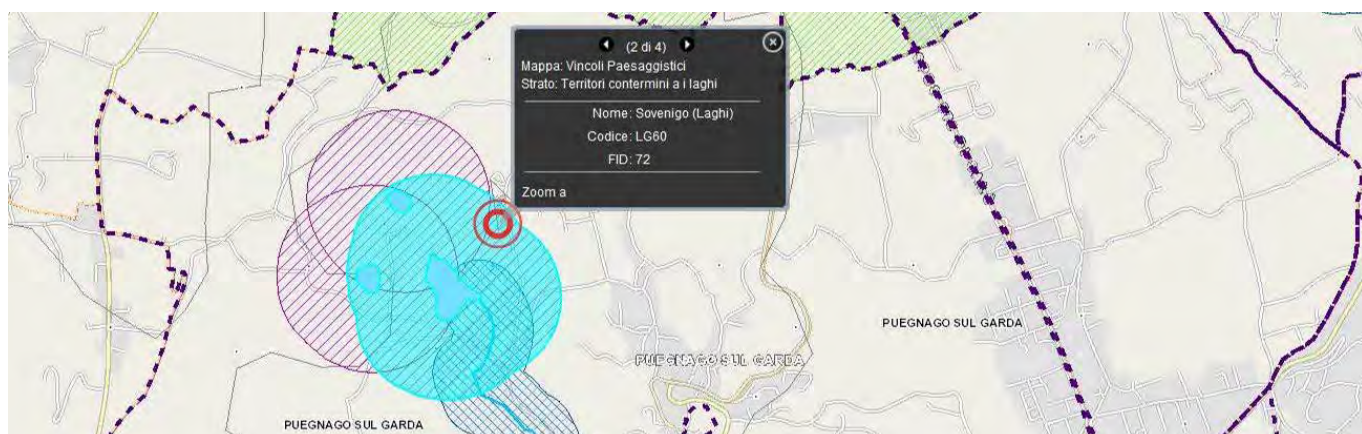 (2 di 4)
Mappa: Vincoli Paesaggistici
Strato: Territori contermini a i laghi
Nome: Sovenigo (Laghi)
Codice: LG60
FID: 72
Zoom a
PUEGNAGO SUL GARDA
PUEGNAGO SUL GARDA
PUEGNAGO SUL GARDA